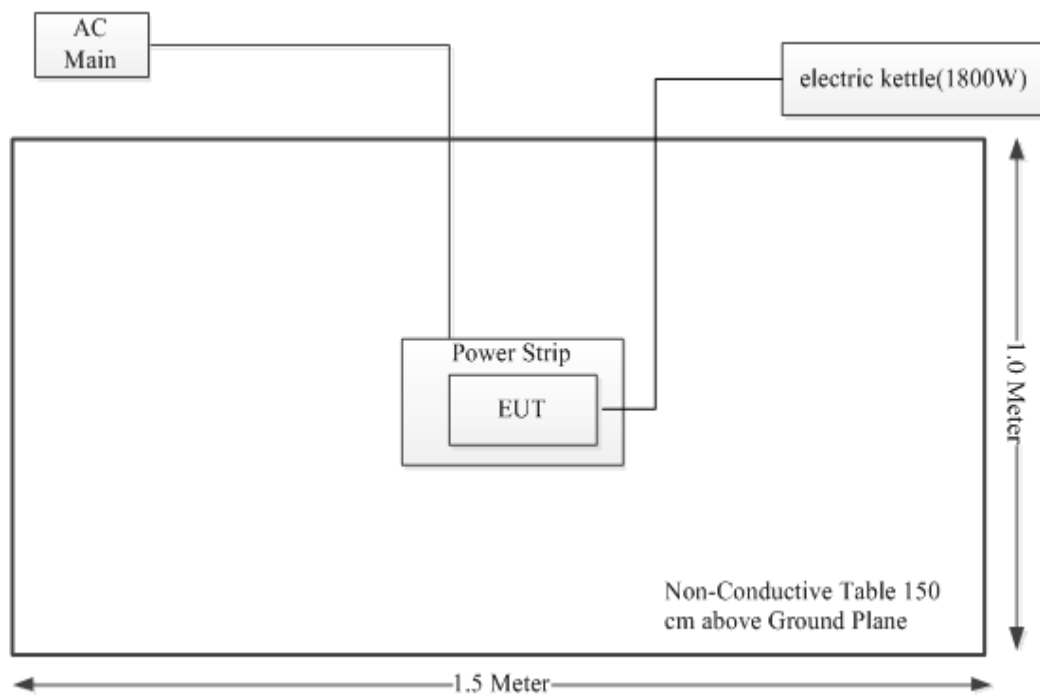 AC
Main
electric kettle(1800W)
Power Strip
EUT
1.0 Meter
Non-Conductive Table 150
cm above Ground Plane
1.5 Meter